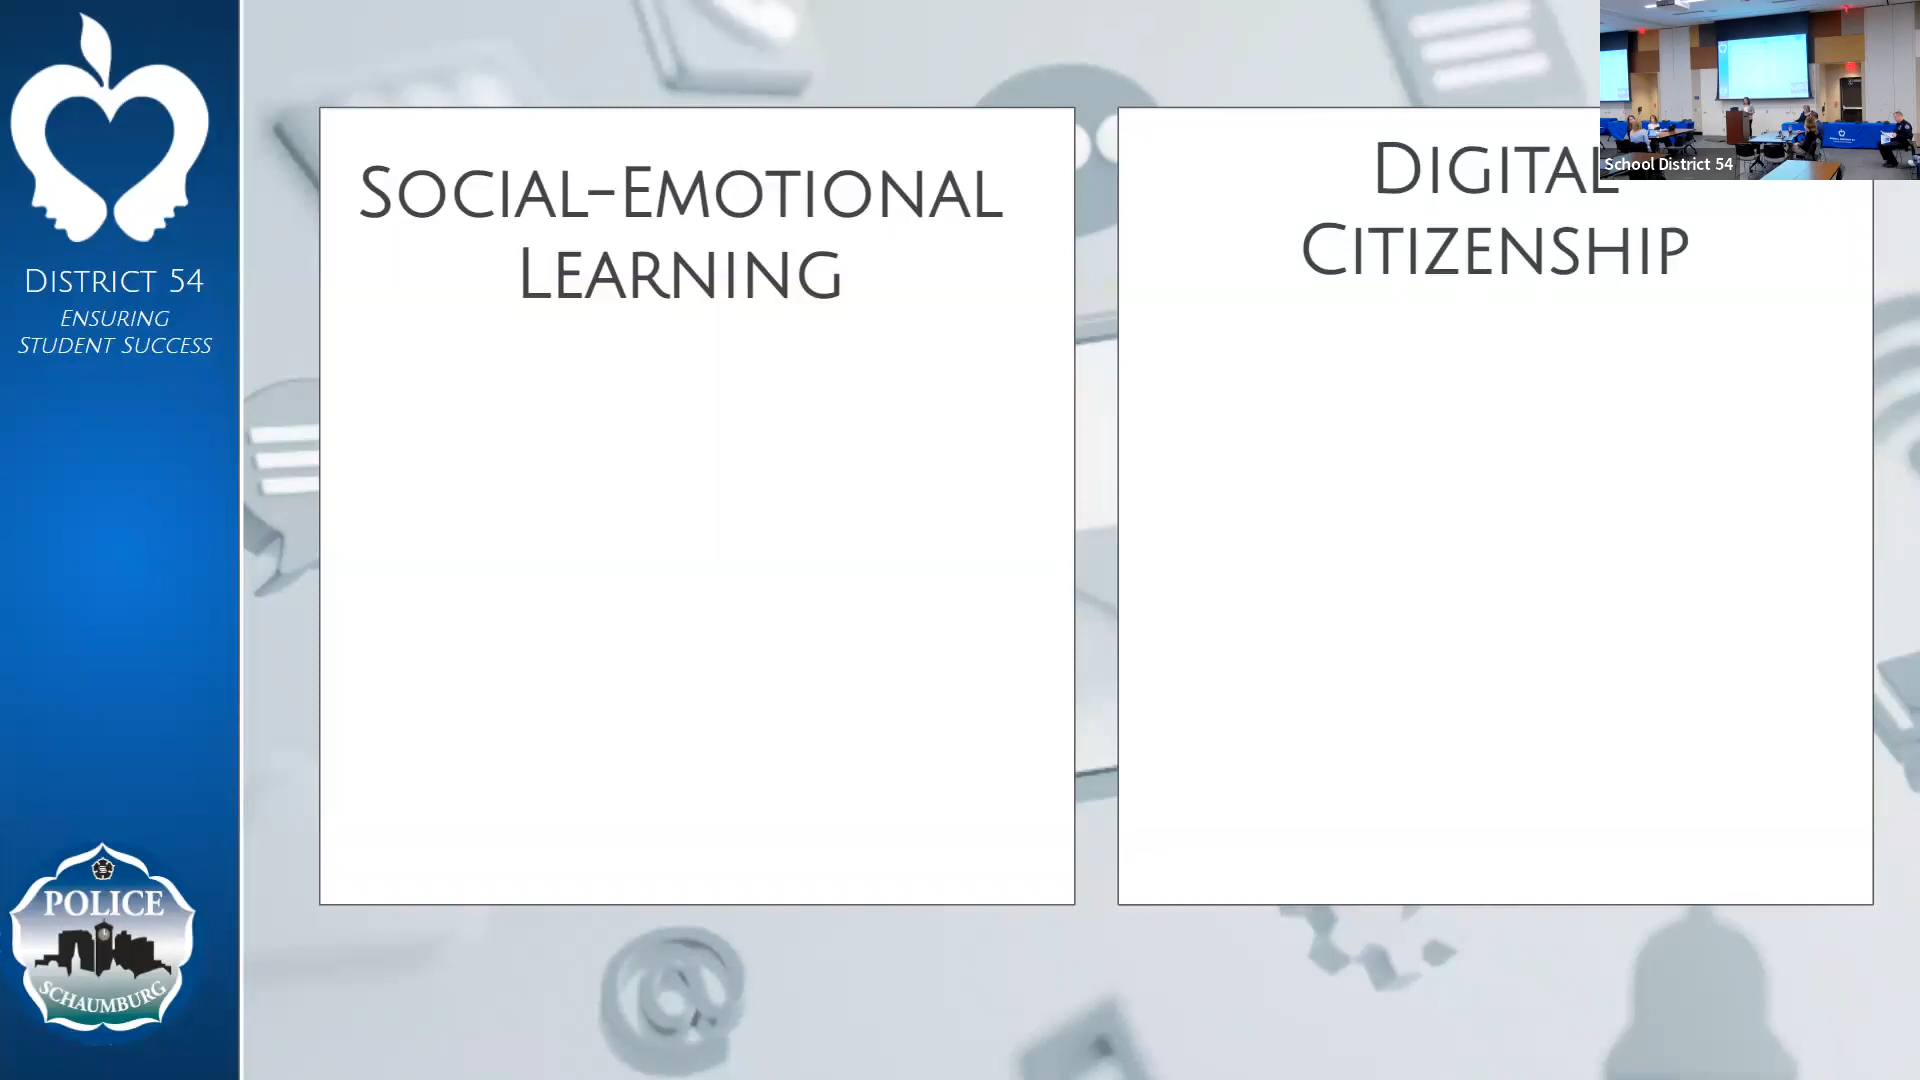 District 54
Ensuring
Student Success
Social-Emotional
Learning
Digital
Citizenship
School District 54
POLICE
SCHAUMBURG